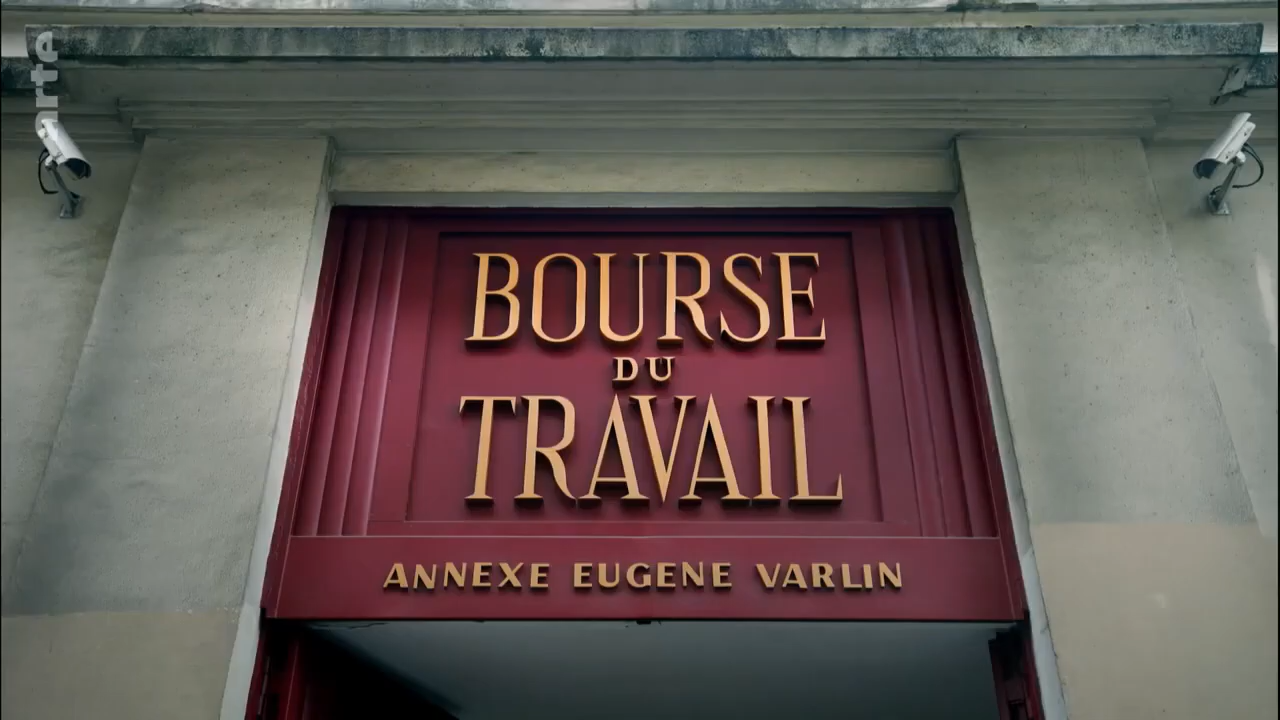 arte
BOURSE
DU
TRAVAIL
ANNEXE EUGENE VARLIN